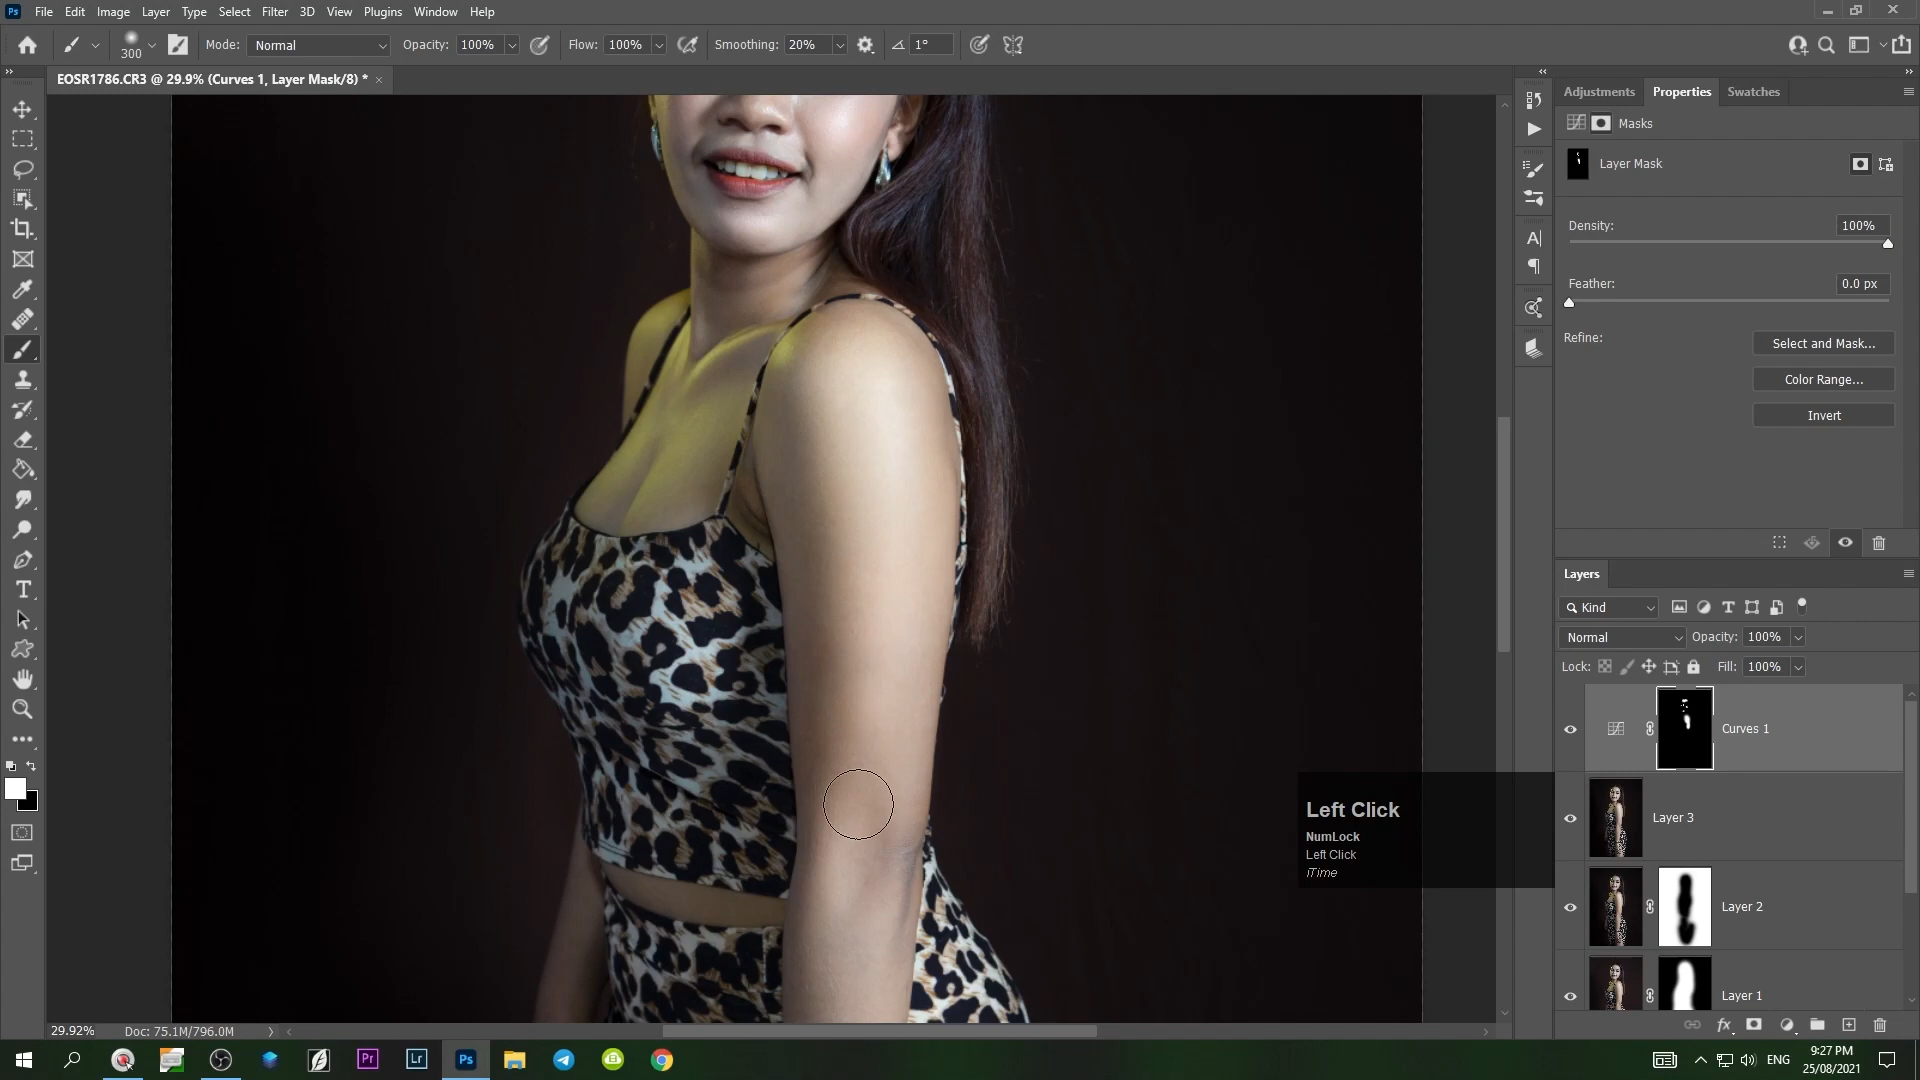 Ps File Edit Image Layer Type Select Filter 3D View Plugins Window Help
300 Mode: Normal Opacity: 100% Flow: 100% Smoothing: 20% 1°
EOSR1786.CR3 @ 29.9% (Curves 1, Layer Mask/8) * ×
Adjustments Properties Swatches
Masks
Layer Mask
Density: 100%
Feather: 0.0 px
Refine: Select and Mask...
Color Range...
Invert
Layers
Kind
Normal Opacity: 100%
Lock: Fill: 100%
Curves 1
Layer 3
Layer 2
Layer 1
Left Click
NumLock
Left Click
iTime
29.92% Doc: 75.1M/796.0M
Pr Lr Ps ENG 9:27 PM
25/08/2021